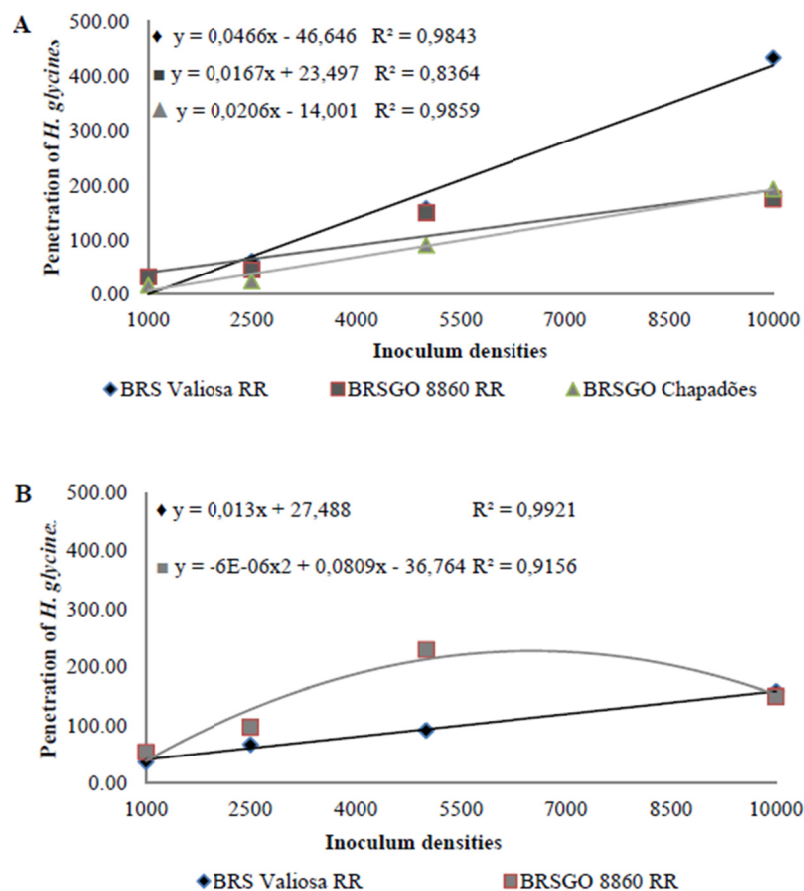 A
500.00
400.00
300.00
200.00
100.00
0.00
Penetration of H. glycines
♦ y = 0,0466x - 46,646 R² = 0,9843
■ y = 0,0167x + 23,497 R² = 0,8364
▲ y = 0,0206x - 14,001 R² = 0,9859
1000 2500 4000 5500 7000 8500 10000
Inoculum densities
BRS Valiosa RR BRSGO 8860 RR BRSGO Chapadões
B
500.00
400.00
300.00
200.00
100.00
0.00
Penetration of H. glycine.
♦ y = 0,013x + 27,488 R² = 0,9921
■ y = -6E-06x2 + 0,0809x - 36,764 R² = 0,9156
1000 2500 4000 5500 7000 8500 10000
Inoculum densities
BRS Valiosa RR BRSGO 8860 RR